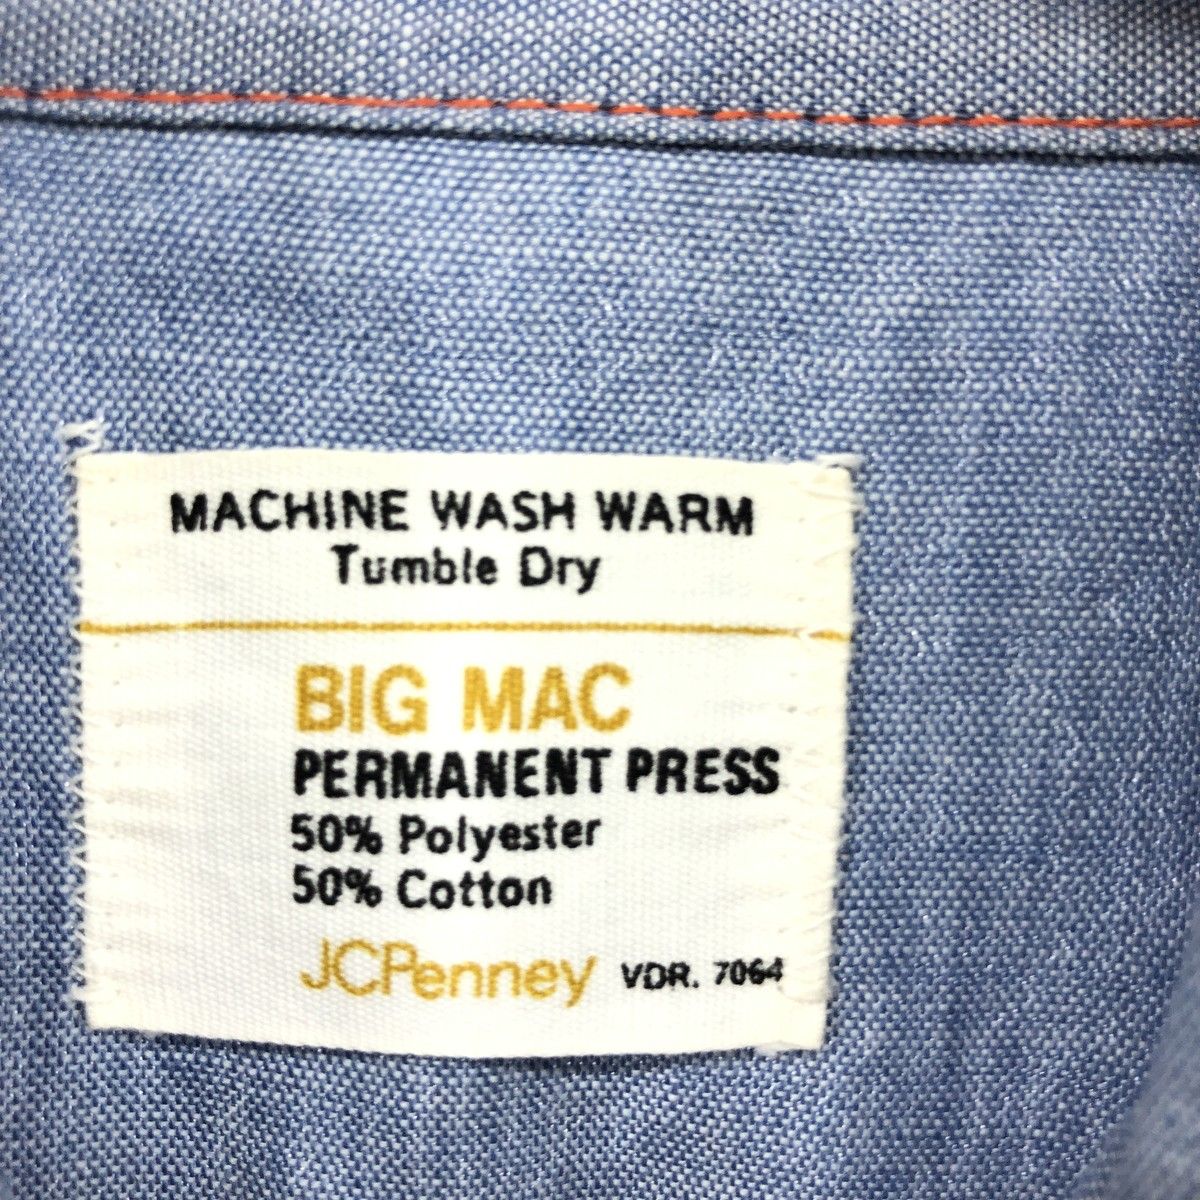 MACHINE WASH WARM
Tumble Dry
BIG MAC
PERMANENT PRESS
50% Polyester
50% Cotton
JCPenney VDR. 7064